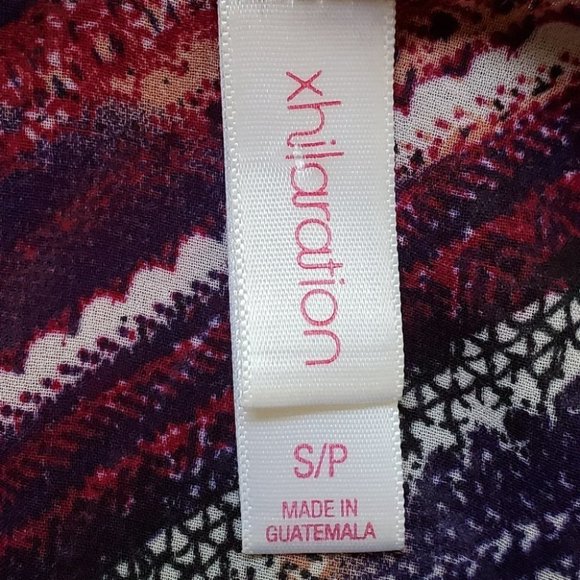 xhilaration
S/P
MADE IN
GUATEMALA